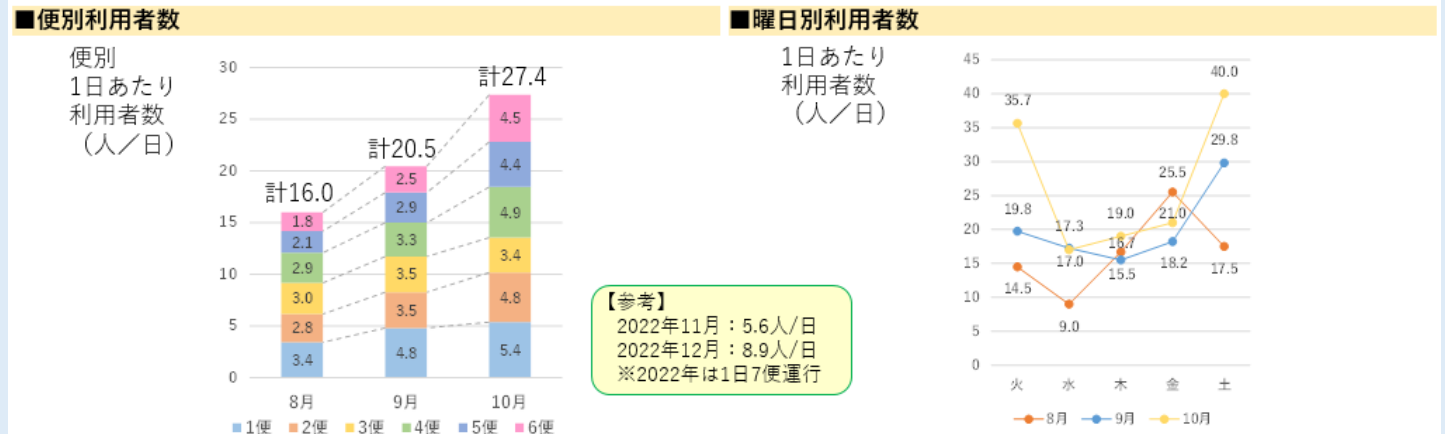 ■便別利用者数
便別
1日あたり
利用者数
（人／日）
30
25
20
15
10
5
0
計16.0
1.8
2.1
2.9
3.0
2.8
3.4
計20.5
2.5
2.9
3.3
3.5
3.5
4.8
計27.4
4.5
4.4
4.9
3.4
4.8
5.4
8月 9月 10月
1便 2便 3便 4便 5便 6便
【参考】
2022年11月：5.6人/日
2022年12月：8.9人/日
※2022年は1日7便運行
■曜日別利用者数
1日あたり
利用者数
（人／日）
45
40
35
30
25
20
15
10
5
0
35.7
19.8
14.5
17.3
17.0
9.0
19.0
16.7
15.5
25.5
21.0
18.2
40.0
29.8
17.5
火 水 木 金 土
8月 9月 10月